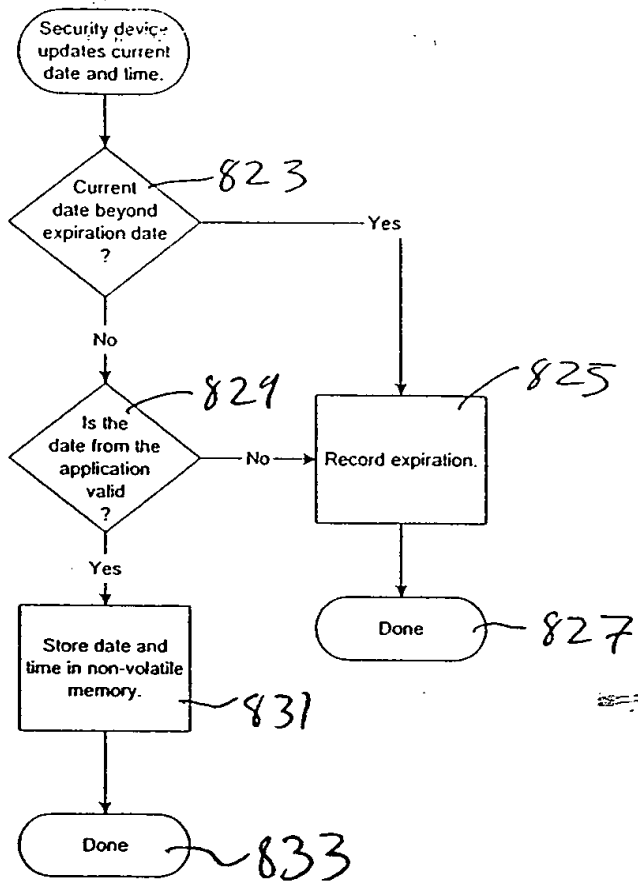 Security device
updates current
date and time.
823
Current
date beyond
expiration date
?
Yes
No
829
Is the
date from the
application
valid
?
No
825
Record expiration.
Yes
Done
827
Store date and
time in non-volatile
memory.
831
Done
833